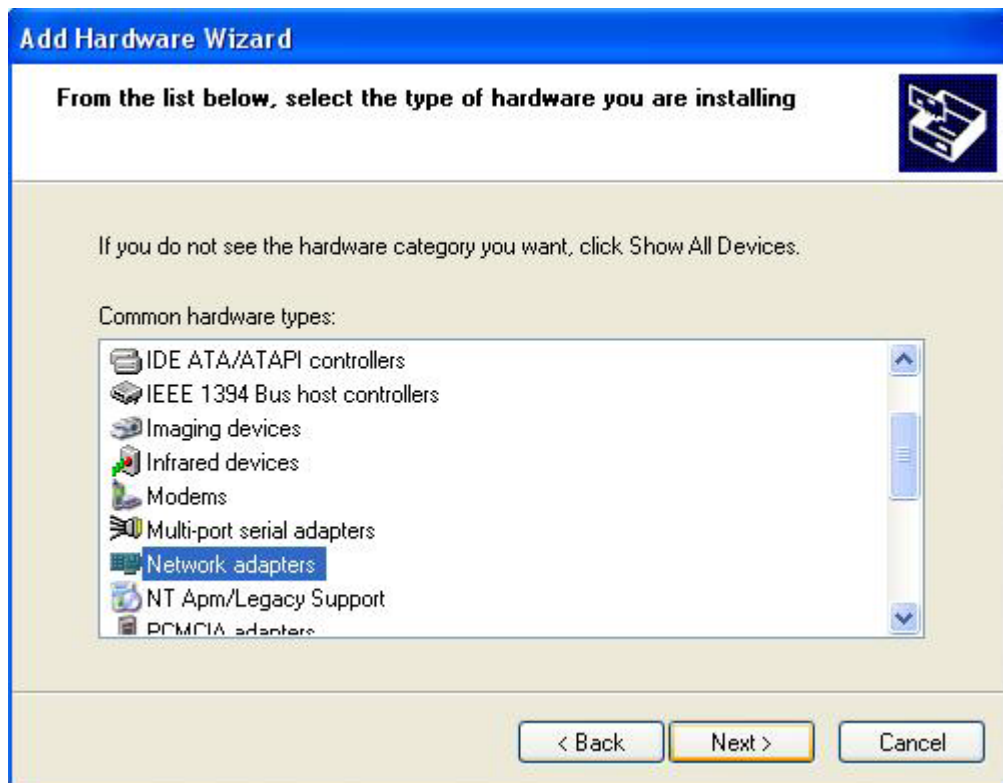 Add Hardware Wizard
From the list below, select the type of hardware you are installing
If you do not see the hardware category you want, click Show All Devices.
Common hardware types:
IDE ATA/ATAPI controllers
IEEE 1394 Bus host controllers
Imaging devices
Infrared devices
Modems
Multi-port serial adapters
Network adapters
NT Apm/Legacy Support
PCMCIA adapters
< Back
Next >
Cancel